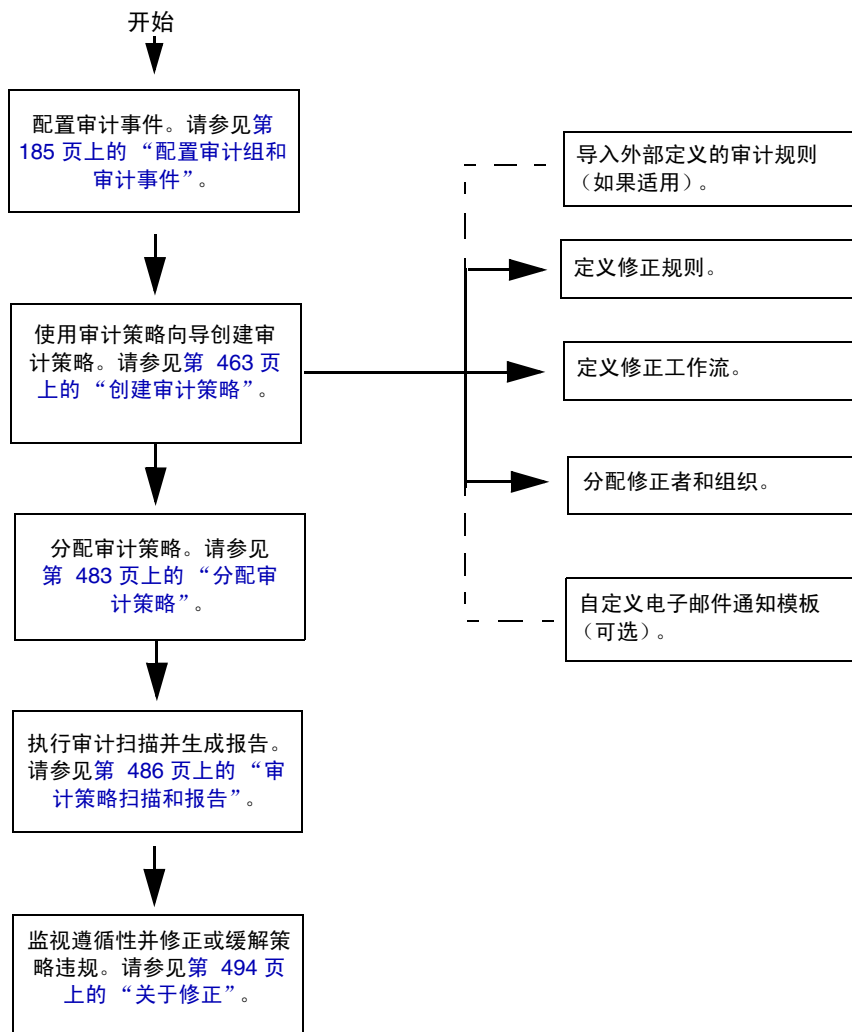 开始
配置审计事件。请参见第
185 页上的“配置审计组和
审计事件”。
使用审计策略向导创建审
计策略。请参见第 463 页
上的“创建审计策略”。
分配审计策略。请参见
第 483 页上的“分配审
计策略”。
执行审计扫描并生成报告。
请参见第 486 页上的“审
计策略扫描和报告”。
监视遵循性并修正或缓解策
略违规。请参见第 494 页
上的“关于修正”。
导入外部定义的审计规则
（如果适用）。
定义修正规则。
定义修正工作流。
分配修正者和组织。
自定义电子邮件通知模板
（可选）。